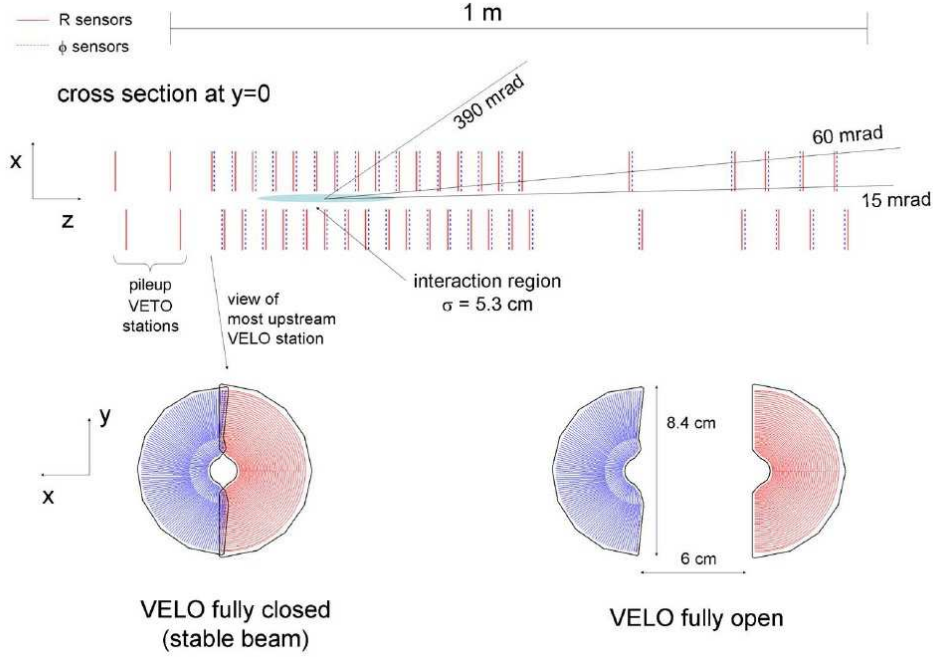 R sensors
1 m
ϕ sensors
cross section at y=0
390 mrad
60 mrad
x
15 mrad
z
interaction region
σ = 5.3 cm
pileup
VETO
stations
view of
most upstream
VELO station
y
8.4 cm
x
6 cm
VELO fully closed
(stable beam)
VELO fully open